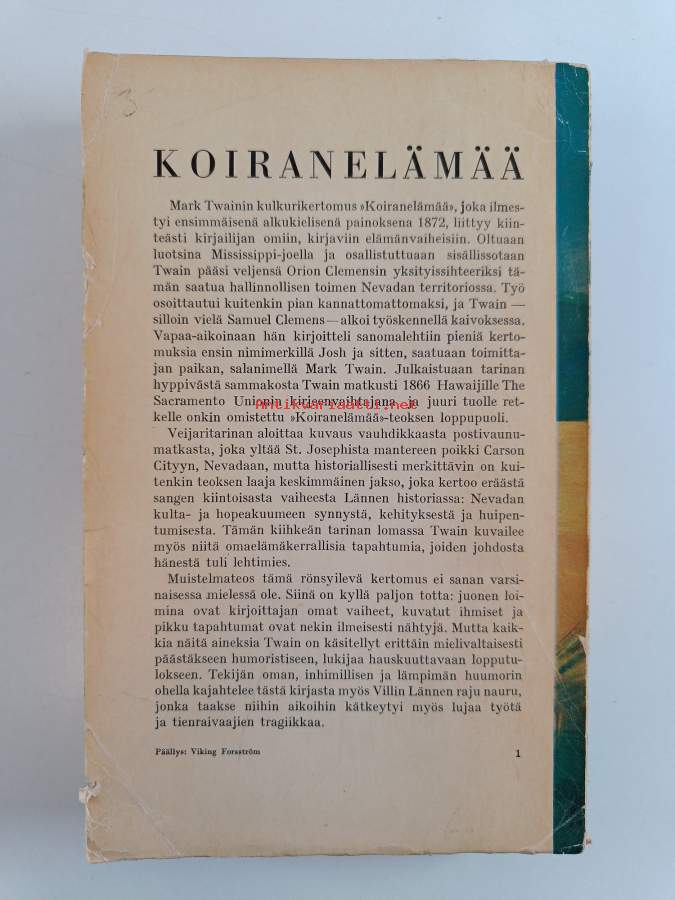 3
KOIRANELÄMÄÄ
Mark Twainin kulkurikertomus »Koiranelämää», joka ilmes-
tyi ensimmäisenä alkukielisenä painoksena 1872, liittyy kiin-
teästi kirjailijan omiin, kirjaviin elämänvaiheisiin. Oltuaan
luotsina Mississippi-joella ja osallistuttuaan sisällissotaan
Twain pääsi veljensä Orion Clemensin yksityissihteeriksi tä-
män saatua hallinnollisen toimen Nevadan territoriossa. Työ
osoittautui kuitenkin pian kannattomattomaksi, ja Twain —
silloin vielä Samuel Clemens — alkoi työskennellä kaivoksessa.
Vapaa-aikoinaan hän kirjoitteli sanomalehtiin pieniä kerto-
muksia ensin nimimerkillä Josh ja sitten, saatuaan toimitta-
jan paikan, salanimellä Mark Twain. Julkaistuaan tarinan
hyppivästä sammakosta Twain matkusti 1866 Hawaijille The
Sacramento Unionin kirjeenvaihtajana, ja juuri tuolle ret-
antikvariaatti.net
kelle onkin omistettu »Koiranelämää»-teoksen loppupuoli.
Veijaritarinan aloittaa kuvaus vauhdikkaasta postivaunu-
matkasta, joka yltää St. Josephista mantereen poikki Carson
Cityyn, Nevadaan, mutta historiallisesti merkittävin on kui-
tenkin teoksen laaja keskimmäinen jakso, joka kertoo eräästä
sangen kiintoisasta vaiheesta Lännen historiassa: Nevadan
kulta- ja hopeakuumeen synnystä, kehityksestä ja huipen-
tumisesta. Tämän kiihkeän tarinan lomassa Twain kuvailee
myös niitä omaelämäkerrallisia tapahtumia, joiden johdosta
hänestä tuli lehtimies.
Muistelmateos tämä rönsyilevä kertomus ei sanan varsi-
naisessa mielessä ole. Siinä on kyllä paljon totta: juonen loi-
mina ovat kirjoittajan omat vaiheet, kuvatut ihmiset ja
pikku tapahtumat ovat nekin ilmeisesti nähtyjä. Mutta kaik-
kia näitä aineksia Twain on käsitellyt erittäin mielivaltaisesti
päästäkseen humoristiseen, lukijaa hauskuuttavaan lopputu-
lokseen. Tekijän oman, inhimillisen ja lämpimän huumorin
ohella kajahtelee tästä kirjasta myös Villin Lännen raju nauru,
jonka taakse niihin aikoihin kätkeytyi myös lujaa työtä
ja tienraivaajien tragiikkaa.
Päällys: Viking Forsström 1